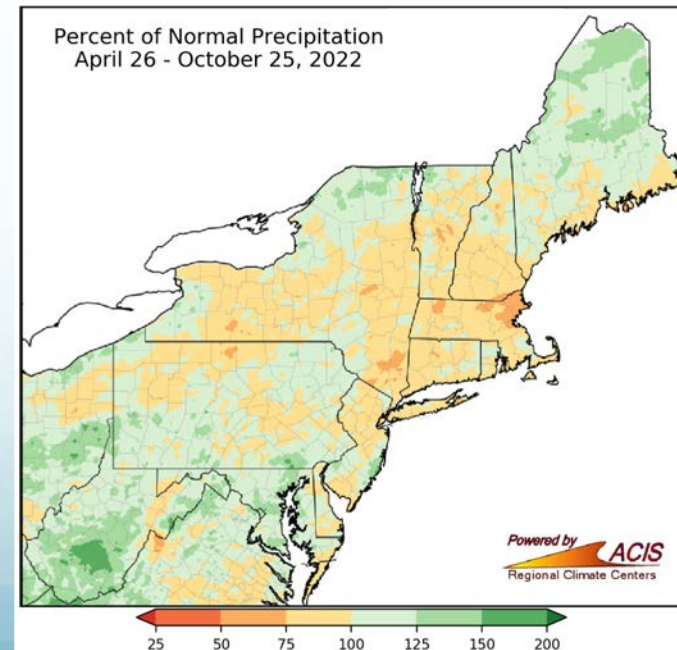 Percent of Normal Precipitation
April 26 - October 25, 2022
Powered by
ACIS
Regional Climate Centers
25 50 75 100 125 150 200